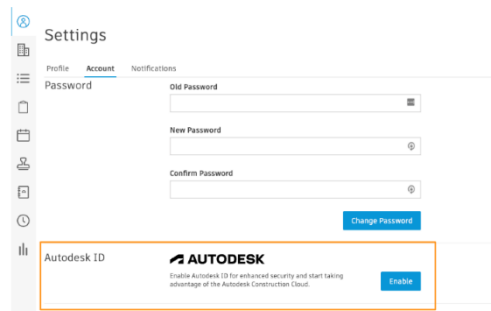 Settings
Profile Account Notifications
Password
Old Password
New Password
Confirm Password
Change Password
Autodesk ID
AUTODESK
Enable Autodesk ID for enhanced security and start taking
advantage of the Autodesk Construction Cloud.
Enable